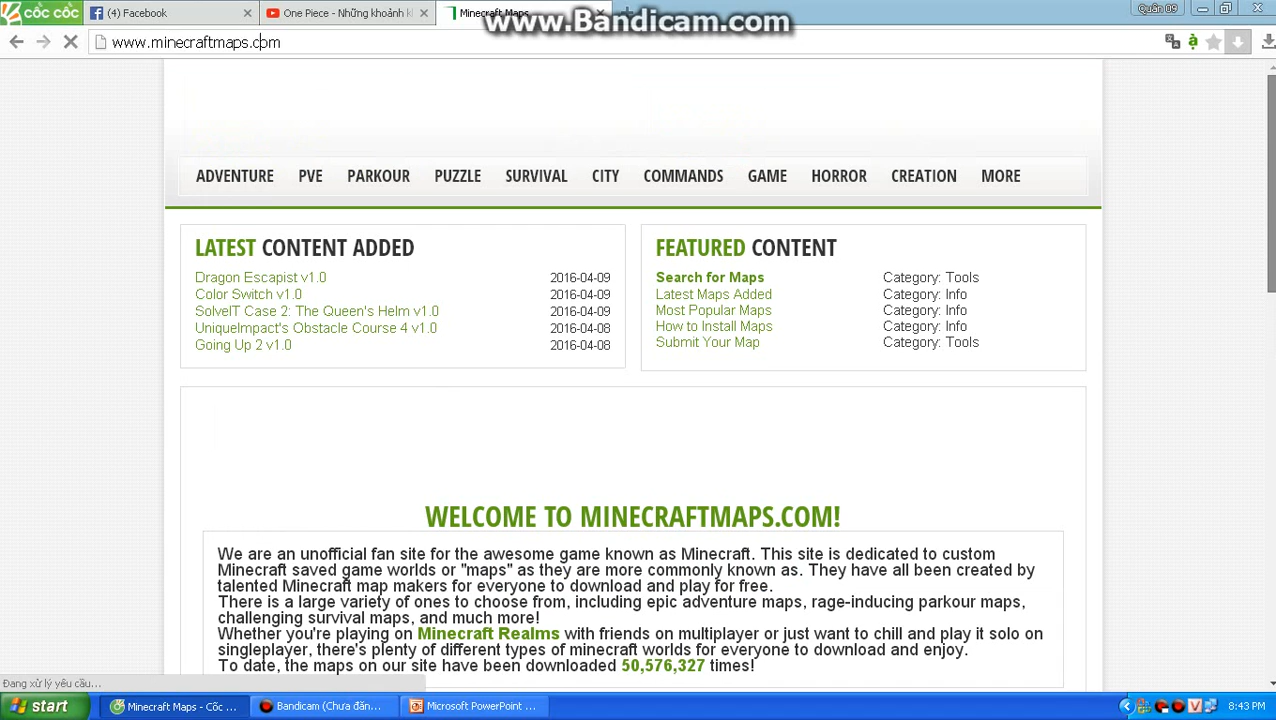 www.Bandicam.com
cốc cốc
(4) Facebook
One Piece - Những khoảnh k
Minecraft Maps
Quân 09
www.minecraftmaps.com
ADVENTURE PVE PARKOUR PUZZLE SURVIVAL CITY COMMANDS GAME HORROR CREATION MORE
LATEST CONTENT ADDED
Dragon Escapist v1.0 2016-04-09
Color Switch v1.0 2016-04-09
SolveIT Case 2: The Queen's Helm v1.0 2016-04-09
UniqueImpact's Obstacle Course 4 v1.0 2016-04-08
Going Up 2 v1.0 2016-04-08
FEATURED CONTENT
Search for Maps Category: Tools
Latest Maps Added Category: Info
Most Popular Maps Category: Info
How to Install Maps Category: Info
Submit Your Map Category: Tools
WELCOME TO MINECRAFTMAPS.COM!
We are an unofficial fan site for the awesome game known as Minecraft. This site is dedicated to custom
Minecraft saved game worlds or "maps" as they are more commonly known as. They have all been created by
talented Minecraft map makers for everyone to download and play for free.
There is a large variety of ones to choose from, including epic adventure maps, rage-inducing parkour maps,
challenging survival maps, and much more!
Whether you're playing on Minecraft Realms with friends on multiplayer or just want to chill and play it solo on
singleplayer, there's plenty of different types of minecraft worlds for everyone to download and enjoy.
To date, the maps on our site have been downloaded 50,576,327 times!
Đang xử lý yêu cầu...
start
Minecraft Maps - Cốc ...
Bandicam (Chưa đăn...
Microsoft PowerPoint ...
8:43 PM